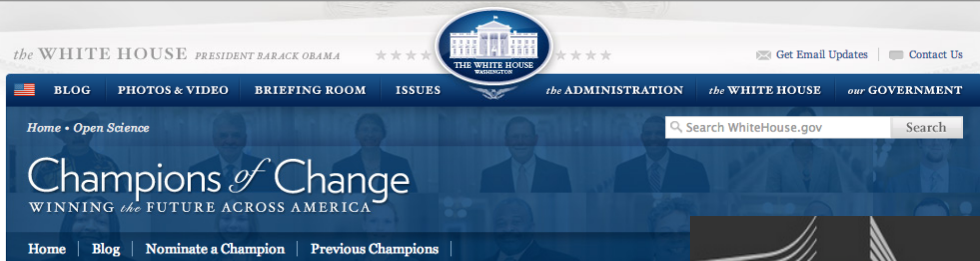 the WHITE HOUSE PRESIDENT BARACK OBAMA
THE WHITE HOUSE
WASHINGTON
Get Email Updates
Contact Us
BLOG PHOTOS & VIDEO BRIEFING ROOM ISSUES the ADMINISTRATION the WHITE HOUSE our GOVERNMENT
Home • Open Science
Search WhiteHouse.gov Search
Champions of Change
WINNING the FUTURE ACROSS AMERICA
Home Blog Nominate a Champion Previous Champions